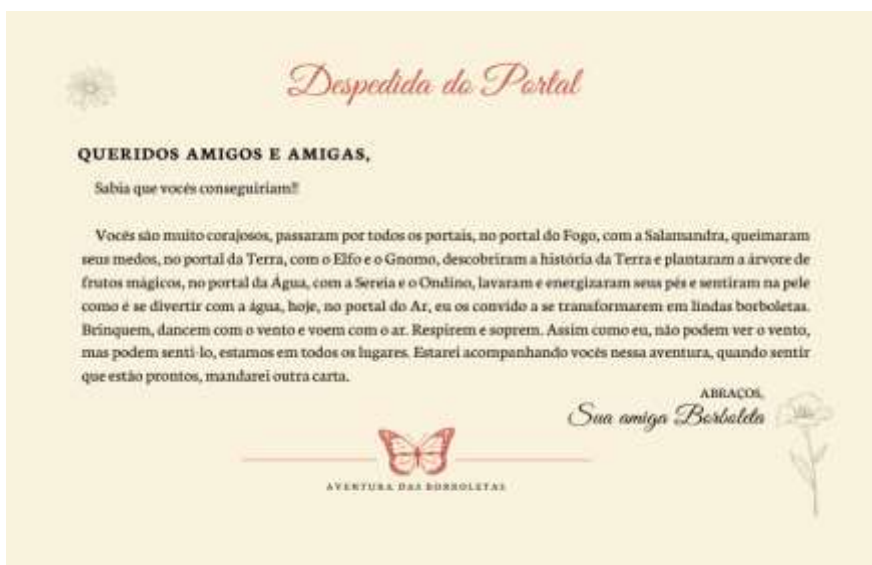 Despedida do Portal
QUERIDOS AMIGOS E AMIGAS,
Sabia que vocês conseguiriam!!
Vocês são muito corajosos, passaram por todos os portais, no portal do Fogo, com a Salamandra, queimaram
seus medos, no portal da Terra, com o Elfo e o Gnomo, descobriram a história da Terra e plantaram a árvore de
frutos mágicos, no portal da Água, com a Sereia e o Ondino, lavaram e energizaram seus pés e sentiram na pele
como é se divertir com a água, hoje, no portal do Ar, eu os convido a se transformarem em lindas borboletas.
Brinquem, dancem com o vento e voem com o ar. Respirem e soprem. Assim como eu, não podem ver o vento,
mas podem senti-lo, estamos em todos os lugares. Estarei acompanhando vocês nessa aventura, quando sentir
que estão prontos, mandarei outra carta.
ABRAÇOS,
Sua amiga Borboleta
AVENTURA DAS BORBOLETAS